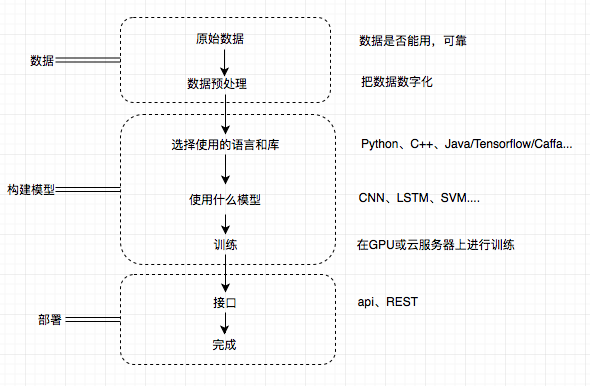 原始数据
数据是否能用，可靠
数据
数据预处理
把数据数字化
选择使用的语言和库
Python、C++、Java/Tensorflow/Caffa...
构建模型
使用什么模型
CNN、LSTM、SVM....
训练
在GPU或云服务器上进行训练
接口
api、REST
部署
完成